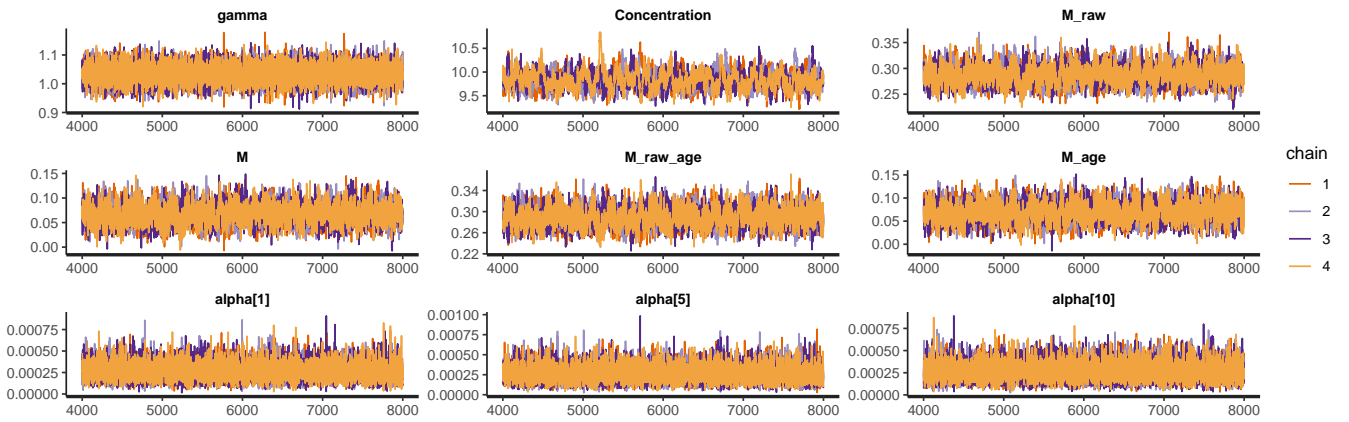 gamma Concentration M_raw
1.1 10.5 0.35
1.0 10.0 0.30
0.9 9.5 0.25
4000 5000 6000 7000 8000 4000 5000 6000 7000 8000 4000 5000 6000 7000 8000
M M_raw_age M_age
0.15 0.34 0.15
0.10 0.30 0.10
0.05 0.26 0.05
0.00 0.22 0.00
4000 5000 6000 7000 8000 4000 5000 6000 7000 8000 4000 5000 6000 7000 8000
alpha[1] alpha[5] alpha[10]
0.00075 0.00100 0.00075
0.00050 0.00075 0.00050
0.00025 0.00050 0.00025
0.00000 0.00025 0.00000
0.00000
4000 5000 6000 7000 8000 4000 5000 6000 7000 8000 4000 5000 6000 7000 8000
chain
1
2
3
4